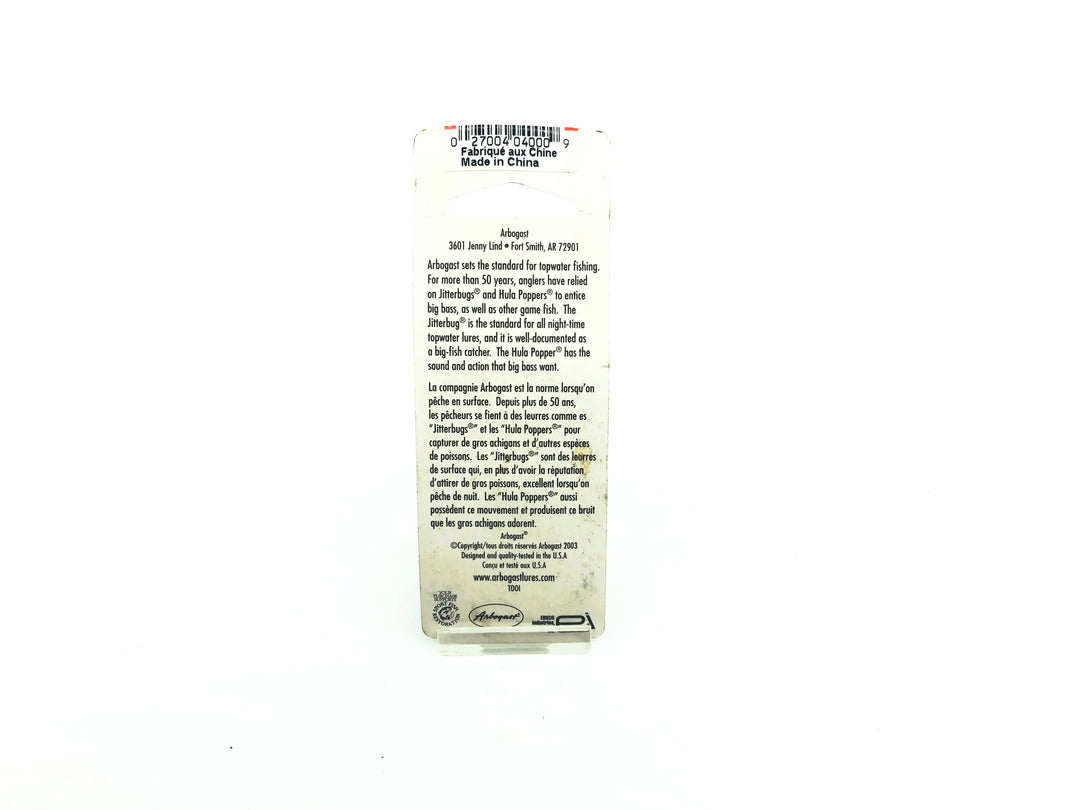 0 27004 04000 9
Fabriqué aux Chine
Made in China
Arbogast
3601 Jenny Lind • Fort Smith, AR 72901
Arbogast sets the standard for topwater fishing.
For more than 50 years, anglers have relied
on Jitterbugs® and Hula Poppers® to entice
big bass, as well as other game fish. The
Jitterbug® is the standard for all night-time
topwater lures, and it is well-documented as
a big-fish catcher. The Hula Popper® has the
sound and action that big bass want.
La compagnie Arbogast est la norme lorsqu'on
pêche en surface. Depuis plus de 50 ans,
les pêcheurs se fient à des leurres comme es
"Jitterbugs®" et les "Hula Poppers®" pour
capturer de gros achigans et d'autres espèces
de poissons. Les "Jitterbugs®" sont des leurres
de surface qui, en plus d'avoir la réputation
d'attirer de gros poissons, excellent lorsqu'on
pêche de nuit. Les "Hula Poppers®" aussi
possèdent ce mouvement et produisent ce bruit
que les gros achigans adorent.
Arbogast®
©Copyright/tous droits réservés Arbogast 2003
Designed and quality-tested in the U.S.A
Conçu et testé aux U.S.A
www.arbogastlures.com
T001
YOUR
PURCHASE
SUPPORTS
SPORT FISH
RESTORATION
Arbogast
EBSCO
Industries,